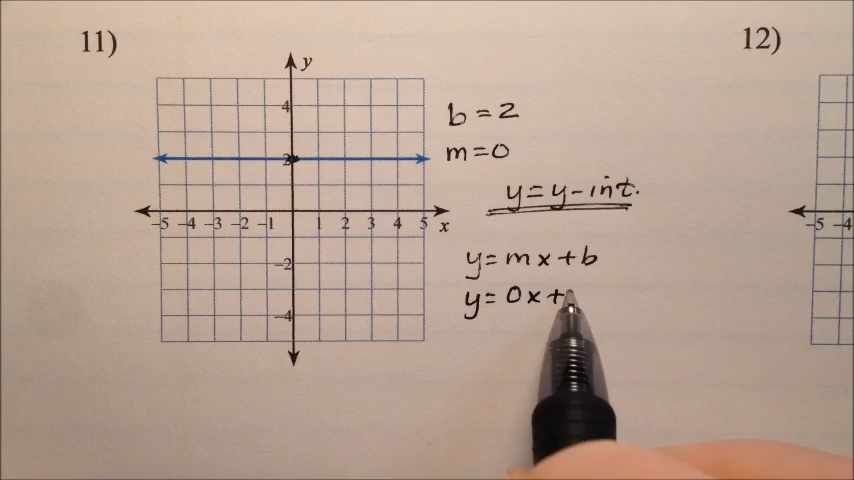 11)
12)
y
4
b = 2
2
m = 0
y = y-int.
-5 -4 -3 -2 -1 1 2 3 4 5 x
-5 -4
-2
y = mx + b
y = 0x +
-4